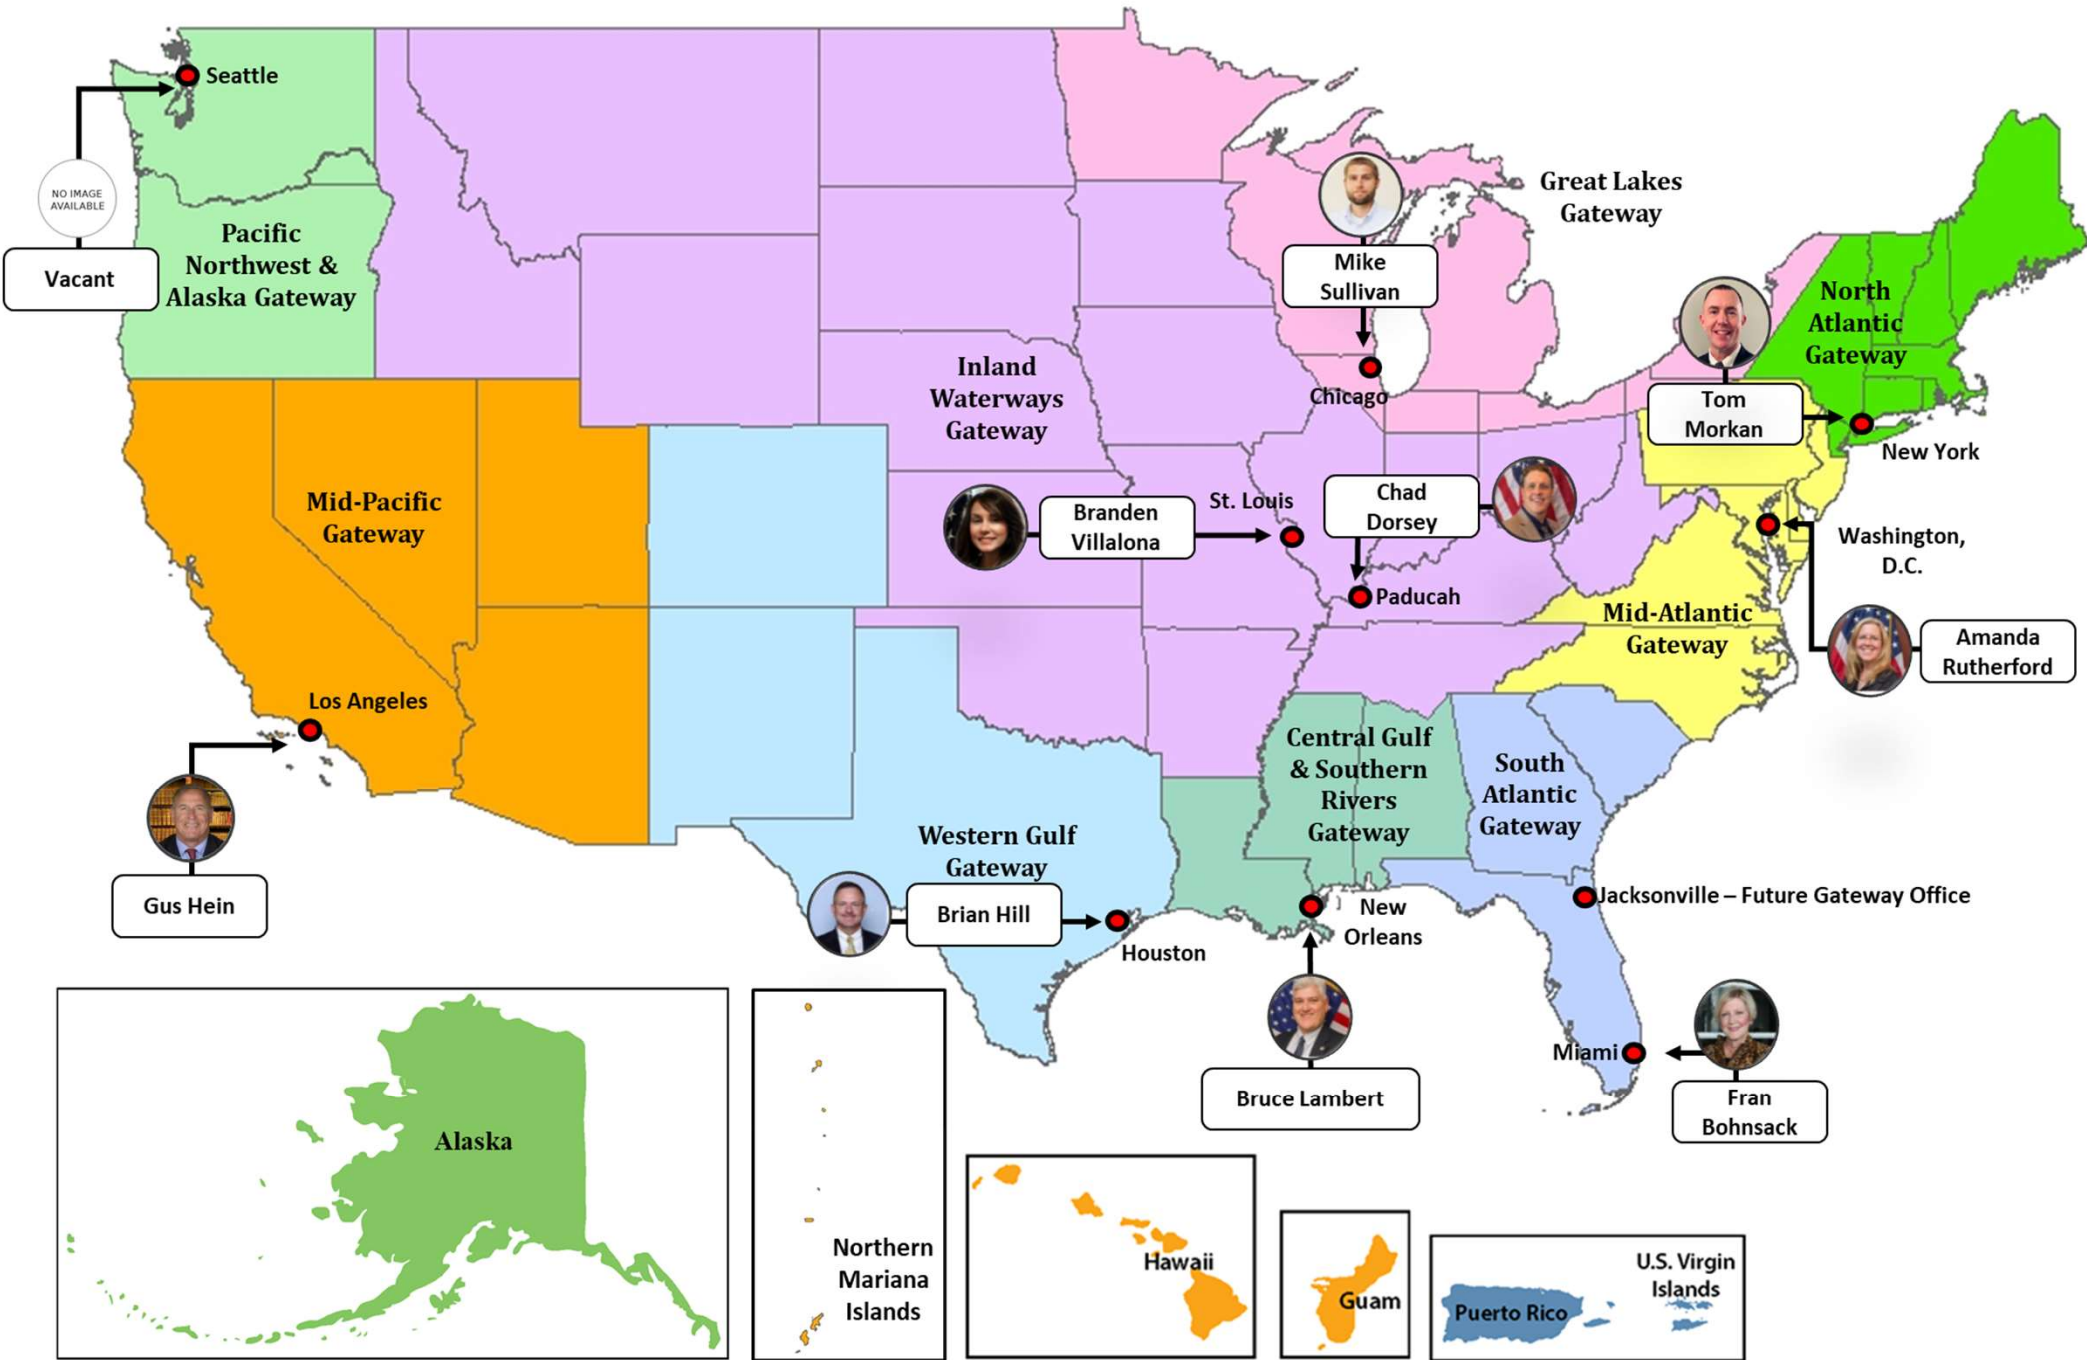 Seattle
NO IMAGE
AVAILABLE
Vacant
Pacific
Northwest &
Alaska Gateway
Great Lakes
Gateway
Mike
Sullivan
Chicago
North
Atlantic
Gateway
Tom
Morkan
New York
Inland
Waterways
Gateway
Mid-Pacific
Gateway
Branden
Villalona
St. Louis
Chad
Dorsey
Paducah
Washington,
D.C.
Mid-Atlantic
Gateway
Amanda
Rutherford
Los Angeles
Gus Hein
Central Gulf
& Southern
Rivers
Gateway
South
Atlantic
Gateway
Western Gulf
Gateway
Brian Hill
Houston
New
Orleans
Jacksonville – Future Gateway Office
Bruce Lambert
Miami
Fran
Bohnsack
Alaska
Northern
Mariana
Islands
Hawaii
Guam
Puerto Rico
U.S. Virgin
Islands